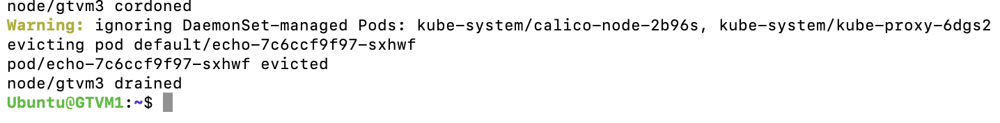 node/gtvm3 cordoned
Warning: ignoring DaemonSet-managed Pods: kube-system/calico-node-2b96s, kube-system/kube-proxy-6dgs2
evicting pod default/echo-7c6ccf9f97-sxhwf
pod/echo-7c6ccf9f97-sxhwf evicted
node/gtvm3 drained
Ubuntu@GTVM1:~$